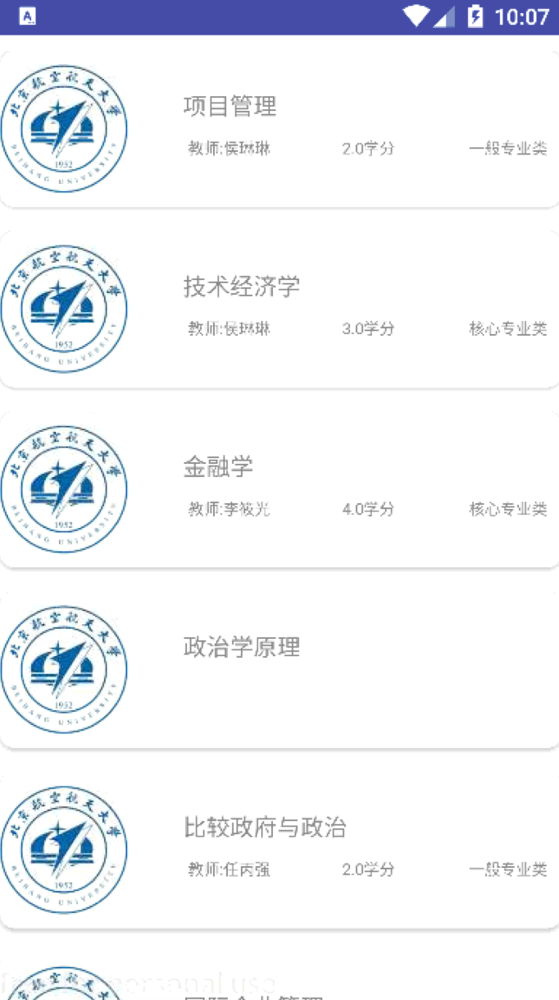 10:07
北京航空航天大学
1952
BEIHANG UNIVERSITY
项目管理
教师:侯琳琳
2.0学分
一般专业类
北京航空航天大学
1952
BEIHANG UNIVERSITY
技术经济学
教师:侯琳琳
3.0学分
核心专业类
北京航空航天大学
1952
BEIHANG UNIVERSITY
金融学
教师:李筱光
4.0学分
核心专业类
北京航空航天大学
1952
BEIHANG UNIVERSITY
政治学原理
北京航空航天大学
1952
BEIHANG UNIVERSITY
比较政府与政治
教师:任丙强
2.0学分
一般专业类
personal use